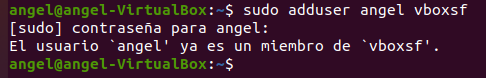 angel@angel-VirtualBox:~$ sudo adduser angel vboxsf
[sudo] contraseña para angel:
El usuario `angel' ya es un miembro de `vboxsf'.
angel@angel-VirtualBox:~$